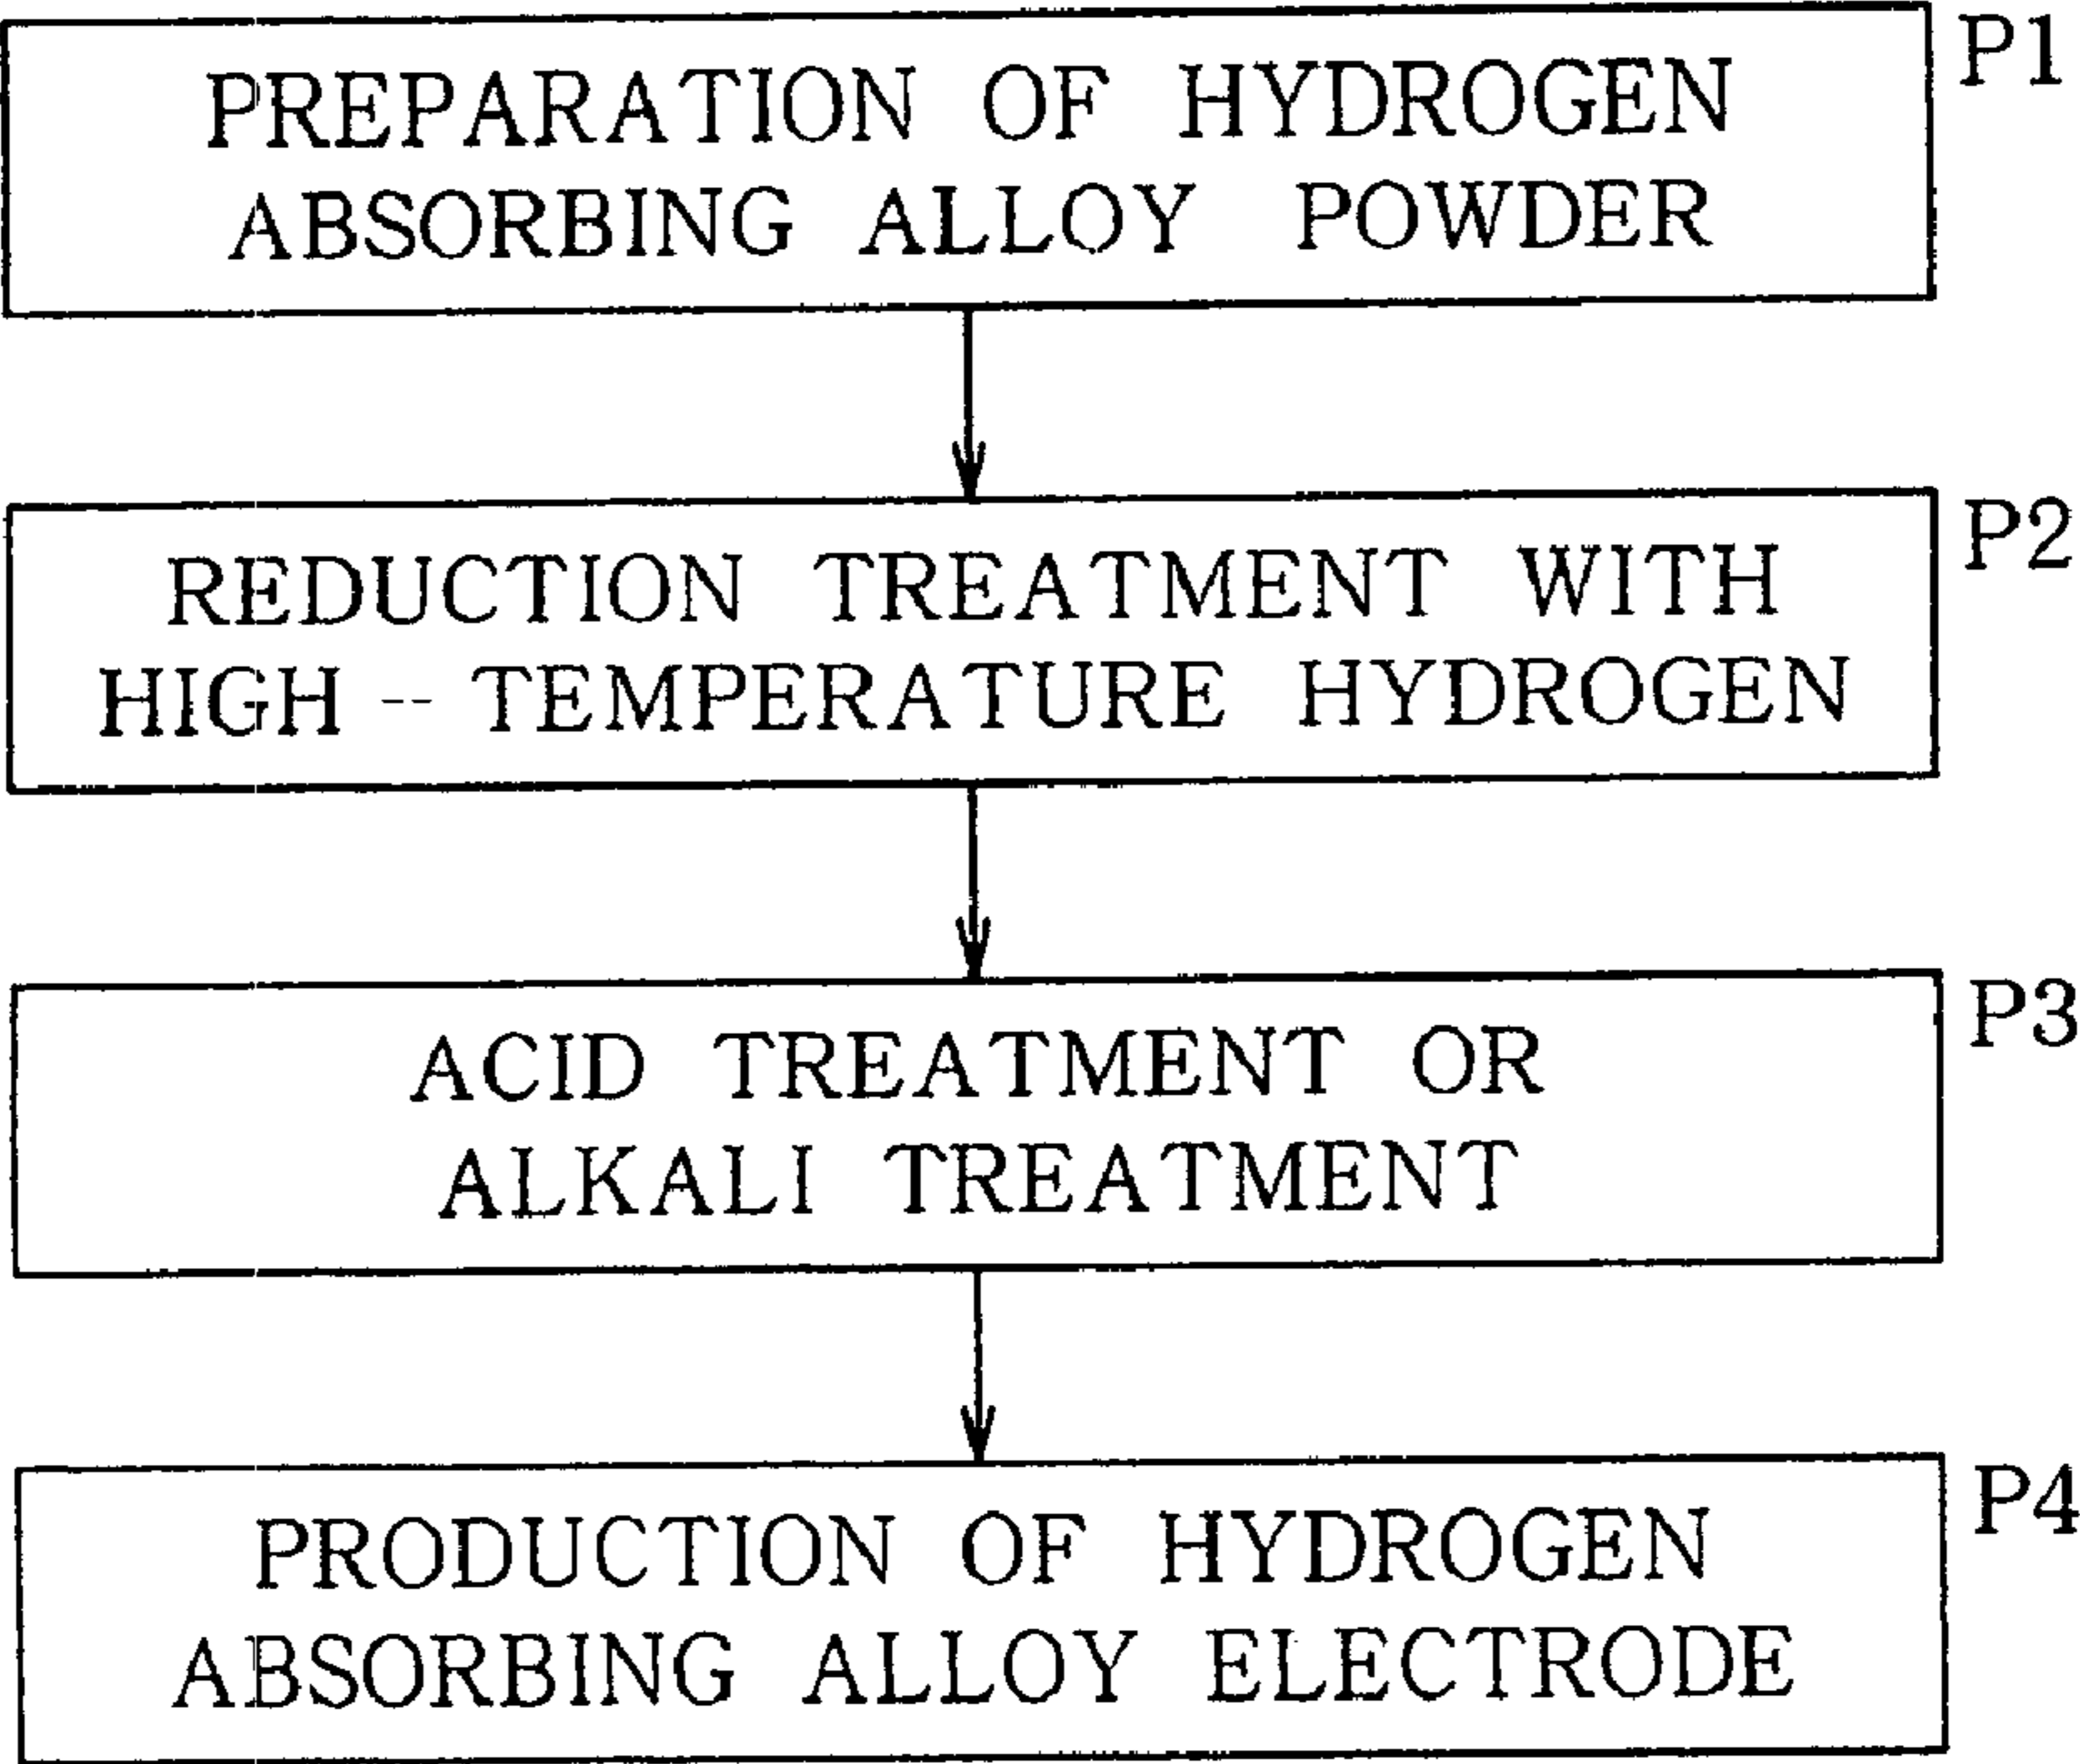 P1
PREPARATION OF HYDROGEN
ABSORBING ALLOY POWDER
P2
REDUCTION TREATMENT WITH
HIGH-TEMPERATURE HYDROGEN
P3
ACID TREATMENT OR
ALKALI TREATMENT
P4
PRODUCTION OF HYDROGEN
ABSORBING ALLOY ELECTRODE